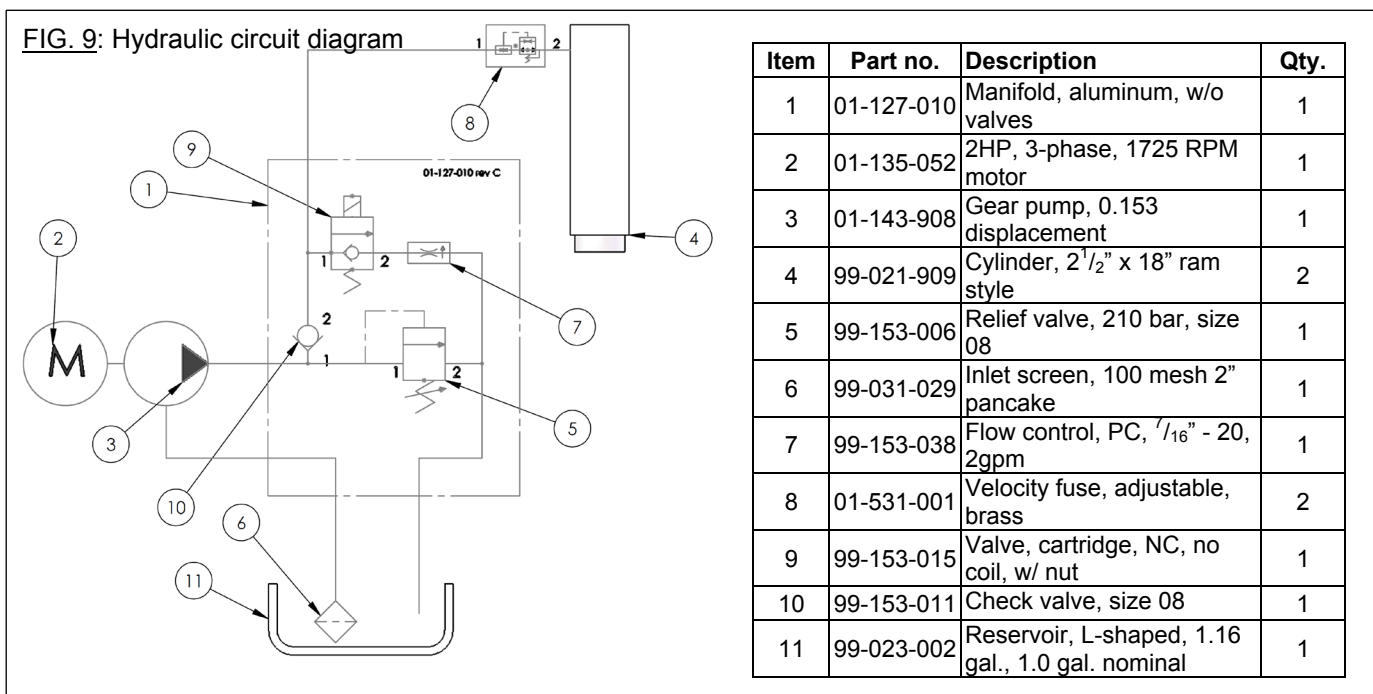 FIG. 9: Hydraulic circuit diagram
1 2
8
9
01-127-010 rev C
1
2
4
1 2
7
2
M
1
1 2
3
5
10
6
11
Item Part no. Description Qty.
1 01-127-010 Manifold, aluminum, w/o valves 1
2 01-135-052 2HP, 3-phase, 1725 RPM motor 1
3 01-143-908 Gear pump, 0.153 displacement 1
4 99-021-909 Cylinder, 2 1/2” x 18” ram style 2
5 99-153-006 Relief valve, 210 bar, size 08 1
6 99-031-029 Inlet screen, 100 mesh 2” pancake 1
7 99-153-038 Flow control, PC, 7/16” - 20, 2gpm 1
8 01-531-001 Velocity fuse, adjustable, brass 2
9 99-153-015 Valve, cartridge, NC, no coil, w/ nut 1
10 99-153-011 Check valve, size 08 1
11 99-023-002 Reservoir, L-shaped, 1.16 gal., 1.0 gal. nominal 1